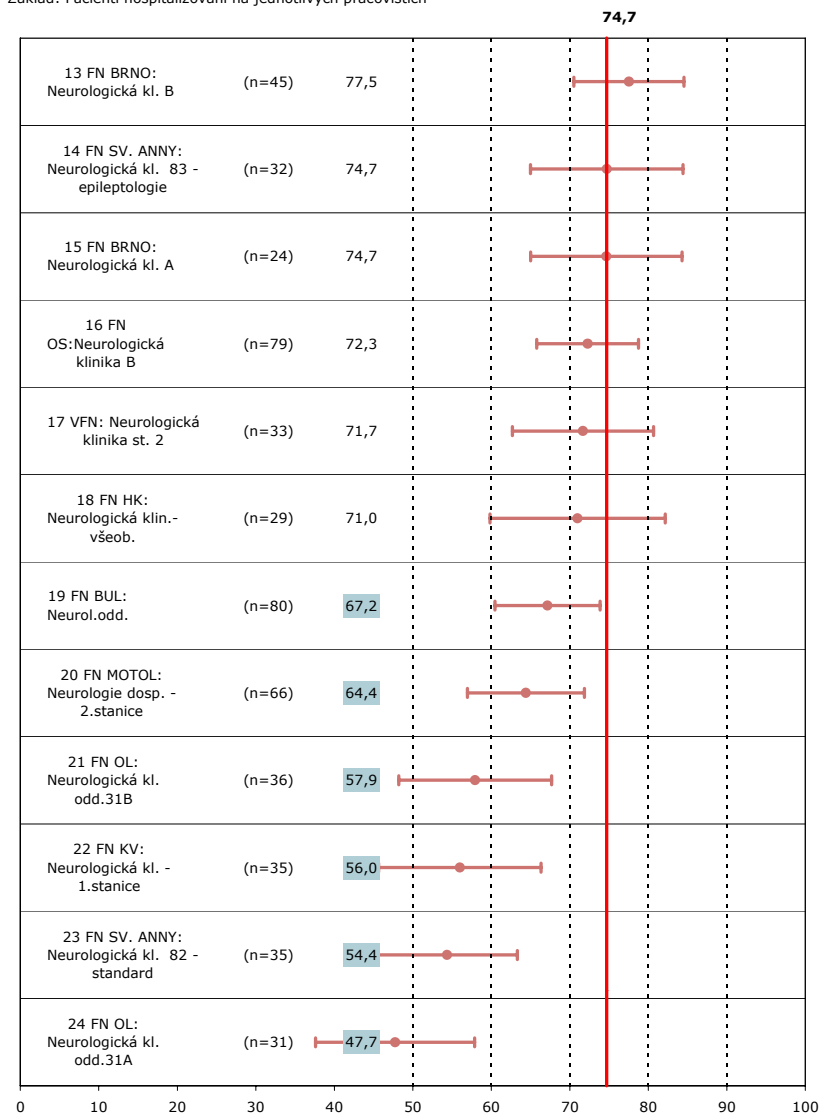 Základ: Pacienti hospitalizovaní na jednotlivých pracovištích
74,7
13 FN BRNO:
Neurologická kl. B
(n=45)
77,5
14 FN SV. ANNY:
Neurologická kl. 83 -
epileptologie
(n=32)
74,7
15 FN BRNO:
Neurologická kl. A
(n=24)
74,7
16 FN
OS:Neurologická
klinika B
(n=79)
72,3
17 VFN: Neurologická
klinika st. 2
(n=33)
71,7
18 FN HK:
Neurologická klin.-
všeob.
(n=29)
71,0
19 FN BUL:
Neurol.odd.
(n=80)
67,2
20 FN MOTOL:
Neurologie dosp. -
2.stanice
(n=66)
64,4
21 FN OL:
Neurologická kl.
odd.31B
(n=36)
57,9
22 FN KV:
Neurologická kl. -
1.stanice
(n=35)
56,0
23 FN SV. ANNY:
Neurologická kl. 82 -
standard
(n=35)
54,4
24 FN OL:
Neurologická kl.
odd.31A
(n=31)
47,7
0 10 20 30 40 50 60 70 80 90 100